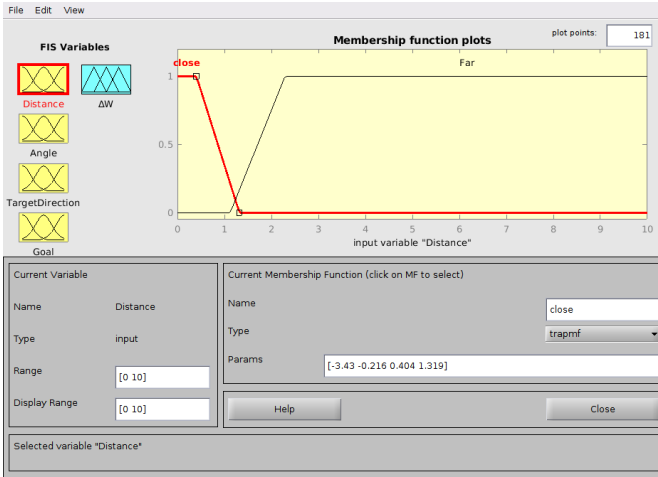 File Edit View
FIS Variables
Distance
ΔW
Angle
TargetDirection
Goal
Membership function plots
plot points:
181
close
Far
1
0.5
0
0 1 2 3 4 5 6 7 8 9 10
input variable "Distance"
Current Variable
Name Distance
Type input
Range [0 10]
Display Range [0 10]
Current Membership Function (click on MF to select)
Name close
Type trapmf
Params [-3.43 -0.216 0.404 1.319]
Help
Close
Selected variable "Distance"